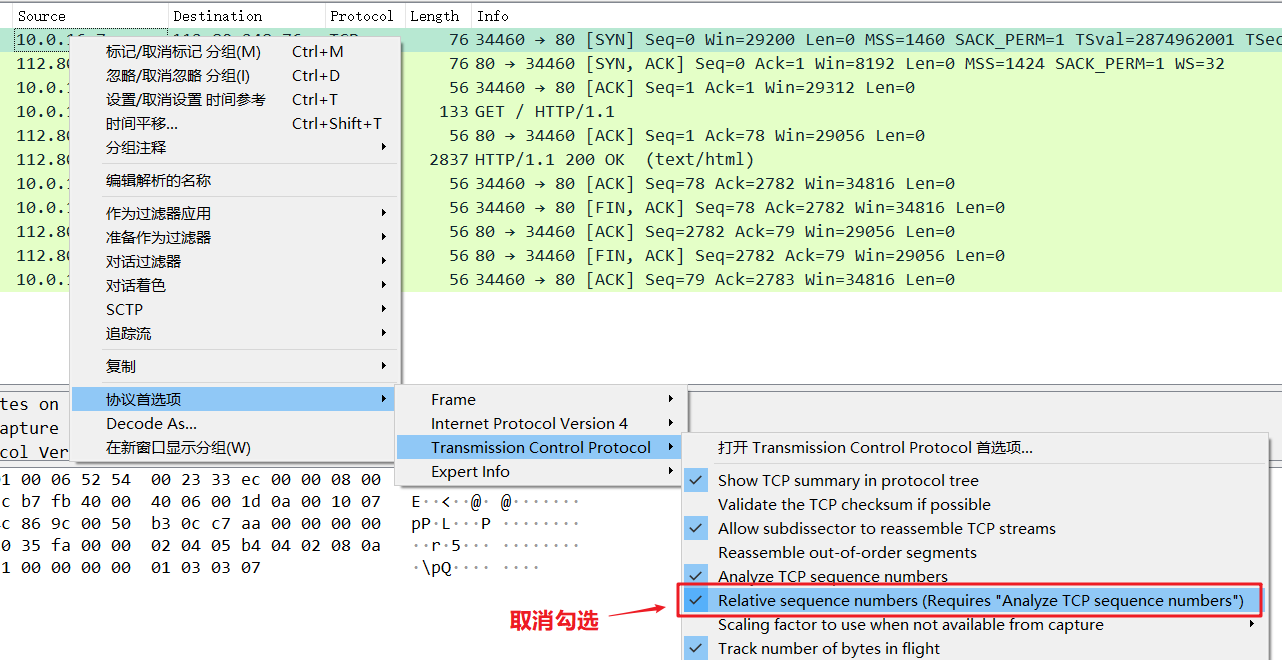 Source Destination Protocol Length Info
10.0.16.7 TCP 76 34460 → 80 [SYN] Seq=0 Win=29200 Len=0 MSS=1460 SACK_PERM=1 TSval=2874962001 TSec
112.80 76 80 → 34460 [SYN, ACK] Seq=0 Ack=1 Win=8192 Len=0 MSS=1424 SACK_PERM=1 WS=32
10.0.1 56 34460 → 80 [ACK] Seq=1 Ack=1 Win=29312 Len=0
10.0.1 133 GET / HTTP/1.1
112.80 56 80 → 34460 [ACK] Seq=1 Ack=78 Win=29056 Len=0
112.80 2837 HTTP/1.1 200 OK (text/html)
10.0.1 56 34460 → 80 [ACK] Seq=78 Ack=2782 Win=34816 Len=0
10.0.1 56 34460 → 80 [FIN, ACK] Seq=78 Ack=2782 Win=34816 Len=0
112.80 56 80 → 34460 [ACK] Seq=2782 Ack=79 Win=29056 Len=0
112.80 56 80 → 34460 [FIN, ACK] Seq=2782 Ack=79 Win=29056 Len=0
10.0.1 56 34460 → 80 [ACK] Seq=79 Ack=2783 Win=34816 Len=0
标记/取消标记 分组(M) Ctrl+M
忽略/取消忽略 分组(I) Ctrl+D
设置/取消设置 时间参考 Ctrl+T
时间平移... Ctrl+Shift+T
分组注释
编辑解析的名称
作为过滤器应用
准备作为过滤器
对话过滤器
对话着色
SCTP
追踪流
复制
协议首选项
Decode As...
在新窗口显示分组(W)
Frame
Internet Protocol Version 4
Transmission Control Protocol
Expert Info
打开 Transmission Control Protocol 首选项...
Show TCP summary in protocol tree
Validate the TCP checksum if possible
Allow subdissector to reassemble TCP streams
Reassemble out-of-order segments
Analyze TCP sequence numbers
Relative sequence numbers (Requires "Analyze TCP sequence numbers")
Scaling factor to use when not available from capture
Track number of bytes in flight
取消勾选
tes on
apture
col Ver
1 00 06 52 54 00 23 33 ec 00 00 08 00
c b7 fb 40 00 40 06 00 1d 0a 00 10 07 E··<··@· @·······
c 86 9c 00 50 b3 0c c7 aa 00 00 00 00 pP·L···P ········
0 35 fa 00 00 02 04 05 b4 04 02 08 0a ··r·5··· ········
1 00 00 00 00 01 03 03 07 ·\pQ···· ····